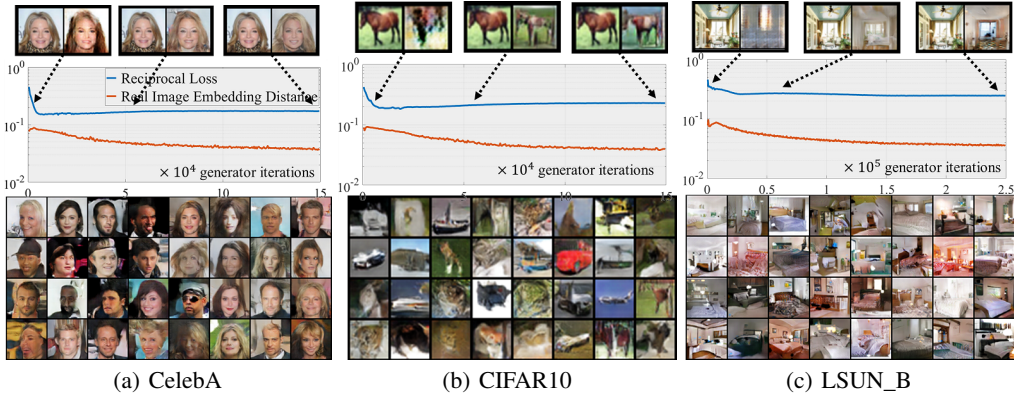 10⁰
Reciprocal Loss
Real Image Embedding Distance
10⁻¹
× 10⁴ generator iterations
10⁻²
0 5 10 15
(a) CelebA
10⁰
10⁻¹
× 10⁴ generator iterations
10⁻²
0 5 10 15
(b) CIFAR10
10⁰
10⁻¹
× 10⁵ generator iterations
10⁻²
0 0.5 1 1.5 2 2.5
(c) LSUN_B